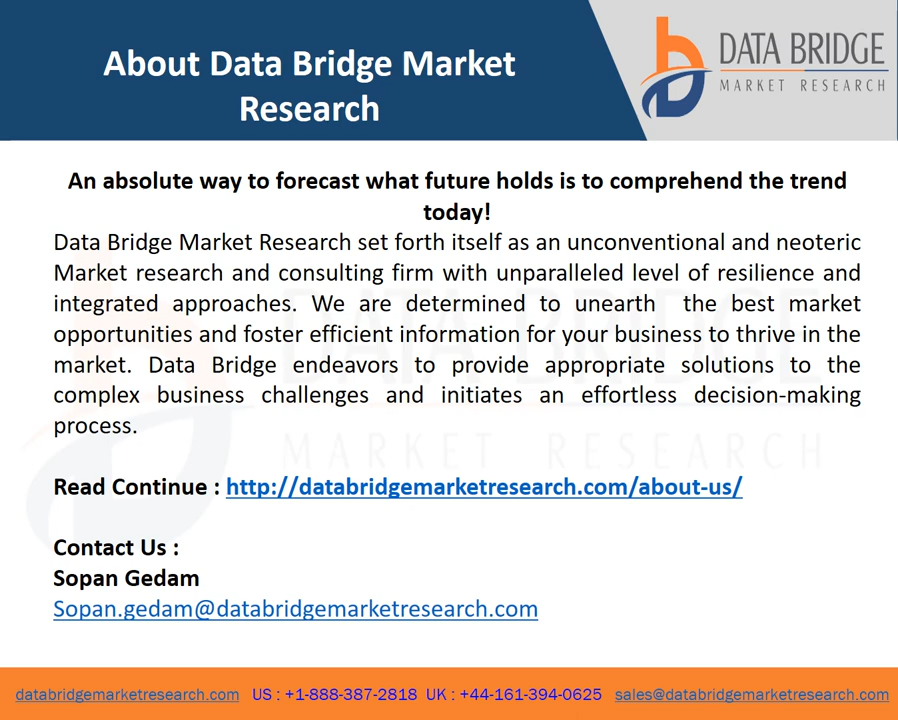 About Data Bridge Market
Research
DATA BRIDGE
MARKET RESEARCH
An absolute way to forecast what future holds is to comprehend the trend
today!
Data Bridge Market Research set forth itself as an unconventional and neoteric
Market research and consulting firm with unparalleled level of resilience and
integrated approaches. We are determined to unearth  the best market
opportunities and foster efficient information for your business to thrive in the
market. Data Bridge endeavors to provide appropriate solutions to the
complex business challenges and initiates an effortless decision-making
process.
DATA BRIDGE
MARKET RESEARCH
Read Continue : http://databridgemarketresearch.com/about-us/
Contact Us :
Sopan Gedam
Sopan.gedam@databridgemarketresearch.com
databridgemarketresearch.com US : +1-888-387-2818 UK : +44-161-394-0625 sales@databridgemarketresearch.com